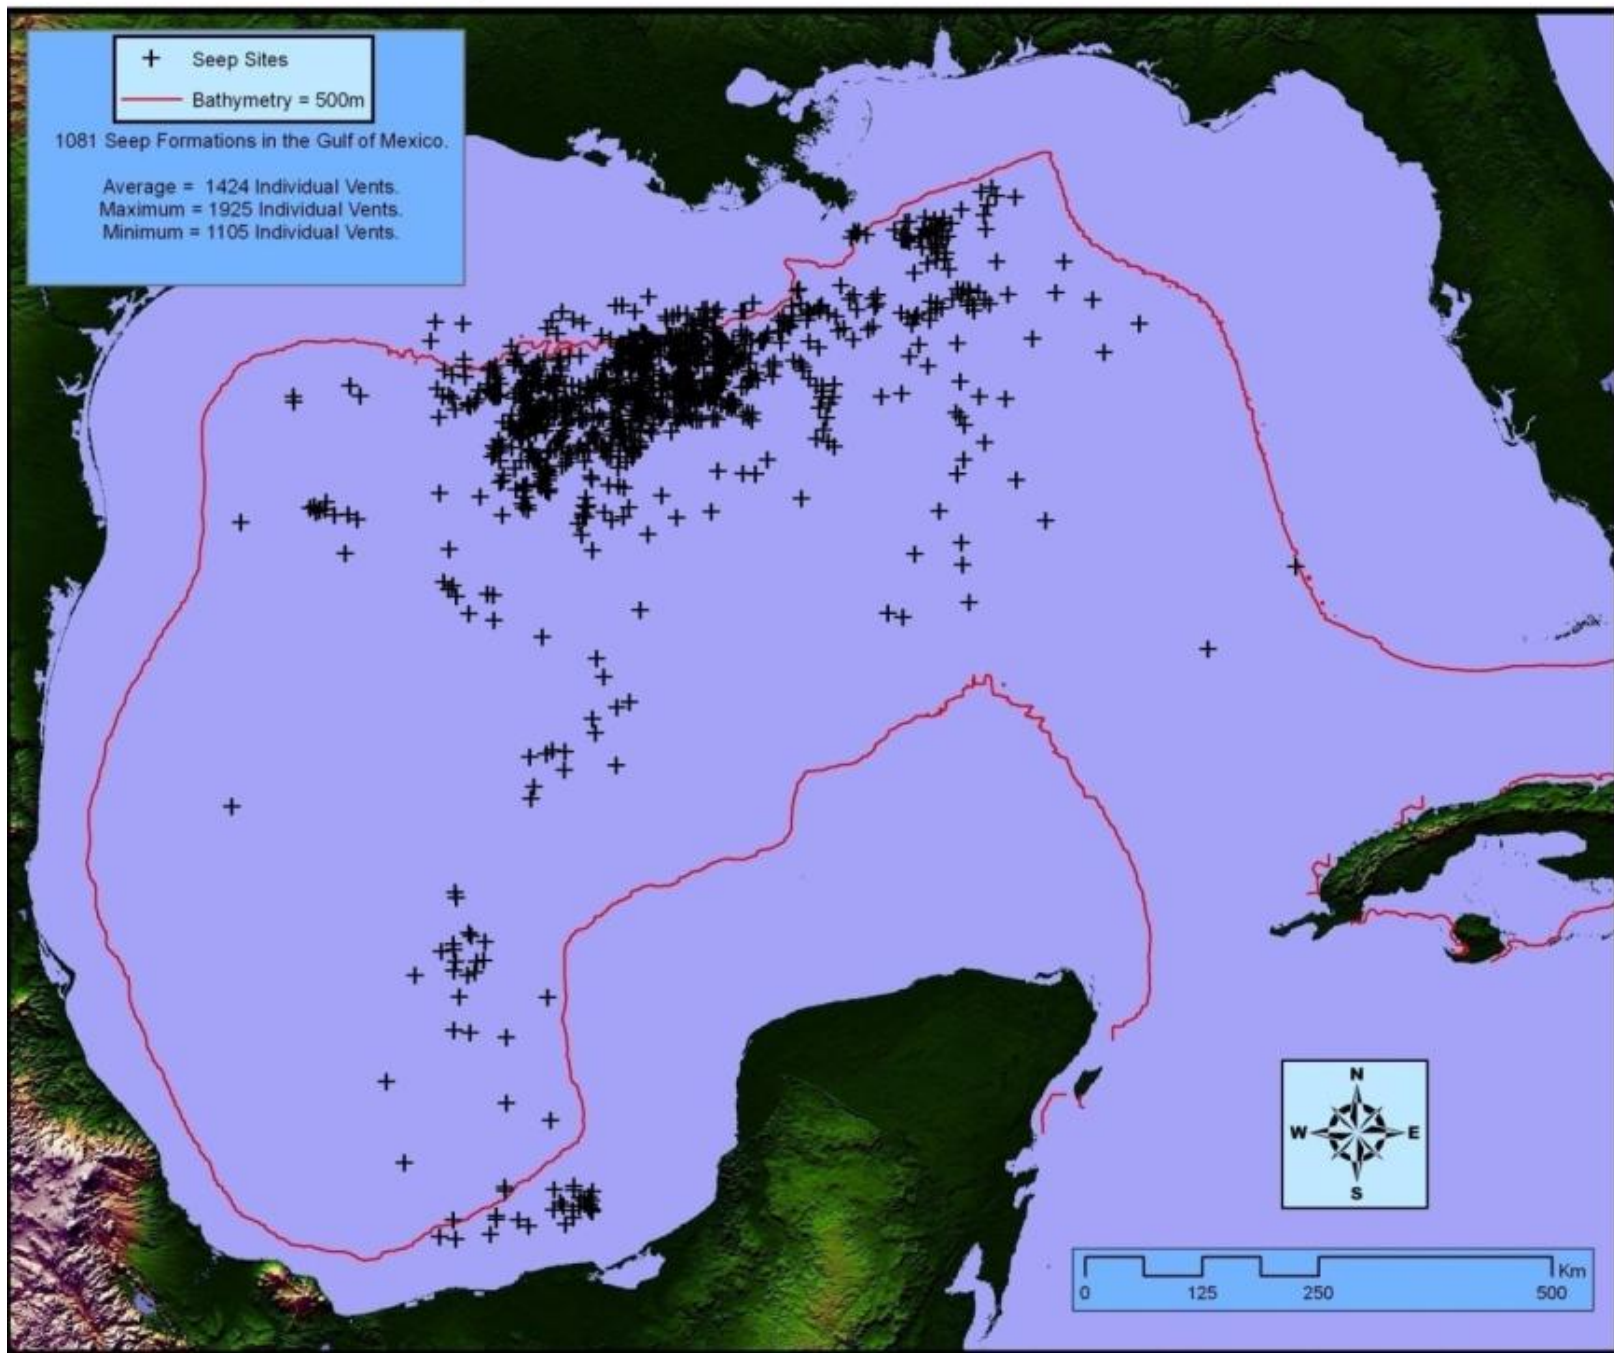 Seep Sites
Bathymetry = 500m
1081 Seep Formations in the Gulf of Mexico.
Average = 1424 Individual Vents.
Maximum = 1925 Individual Vents.
Minimum = 1105 Individual Vents.
N
W E
S
Km
0 125 250 500